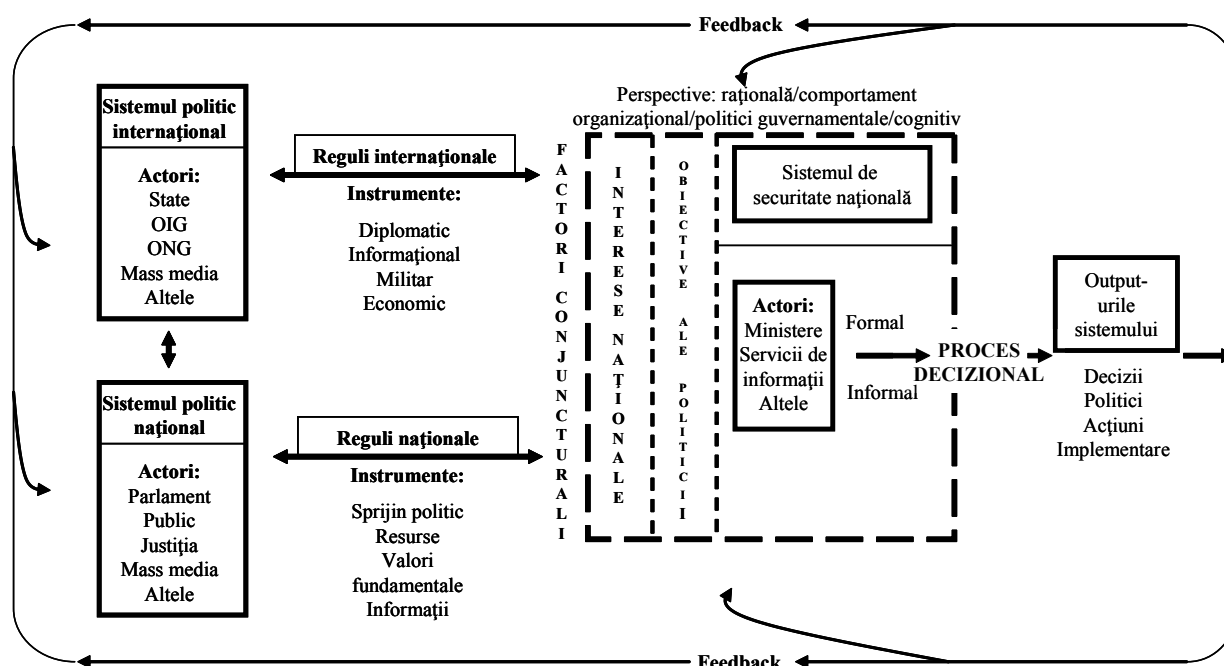 Feedback
Sistemul politic
internaţional
Actori:
State
OIG
ONG
Mass media
Altele
Sistemul politic
naţional
Actori:
Parlament
Public
Justiţia
Mass media
Altele
Reguli internaţionale
Instrumente:
Diplomatic
Informaţional
Militar
Economic
Reguli naţionale
Instrumente:
Sprijin politic
Resurse
Valori
fundamentale
Informaţii
FACTORI CONJUNCTURALI
Perspective: raţională/comportament
organizaţional/politici guvernamentale/cognitiv
INTERESE NAŢIONALE
OBIECTIVE ALE POLITICII
Sistemul de
securitate naţională
Actori:
Ministere
Servicii de
informaţii
Altele
Formal
Informal
PROCES
DECIZIONAL
Output-
urile
sistemului
Decizii
Politici
Acţiuni
Implementare
Feedback